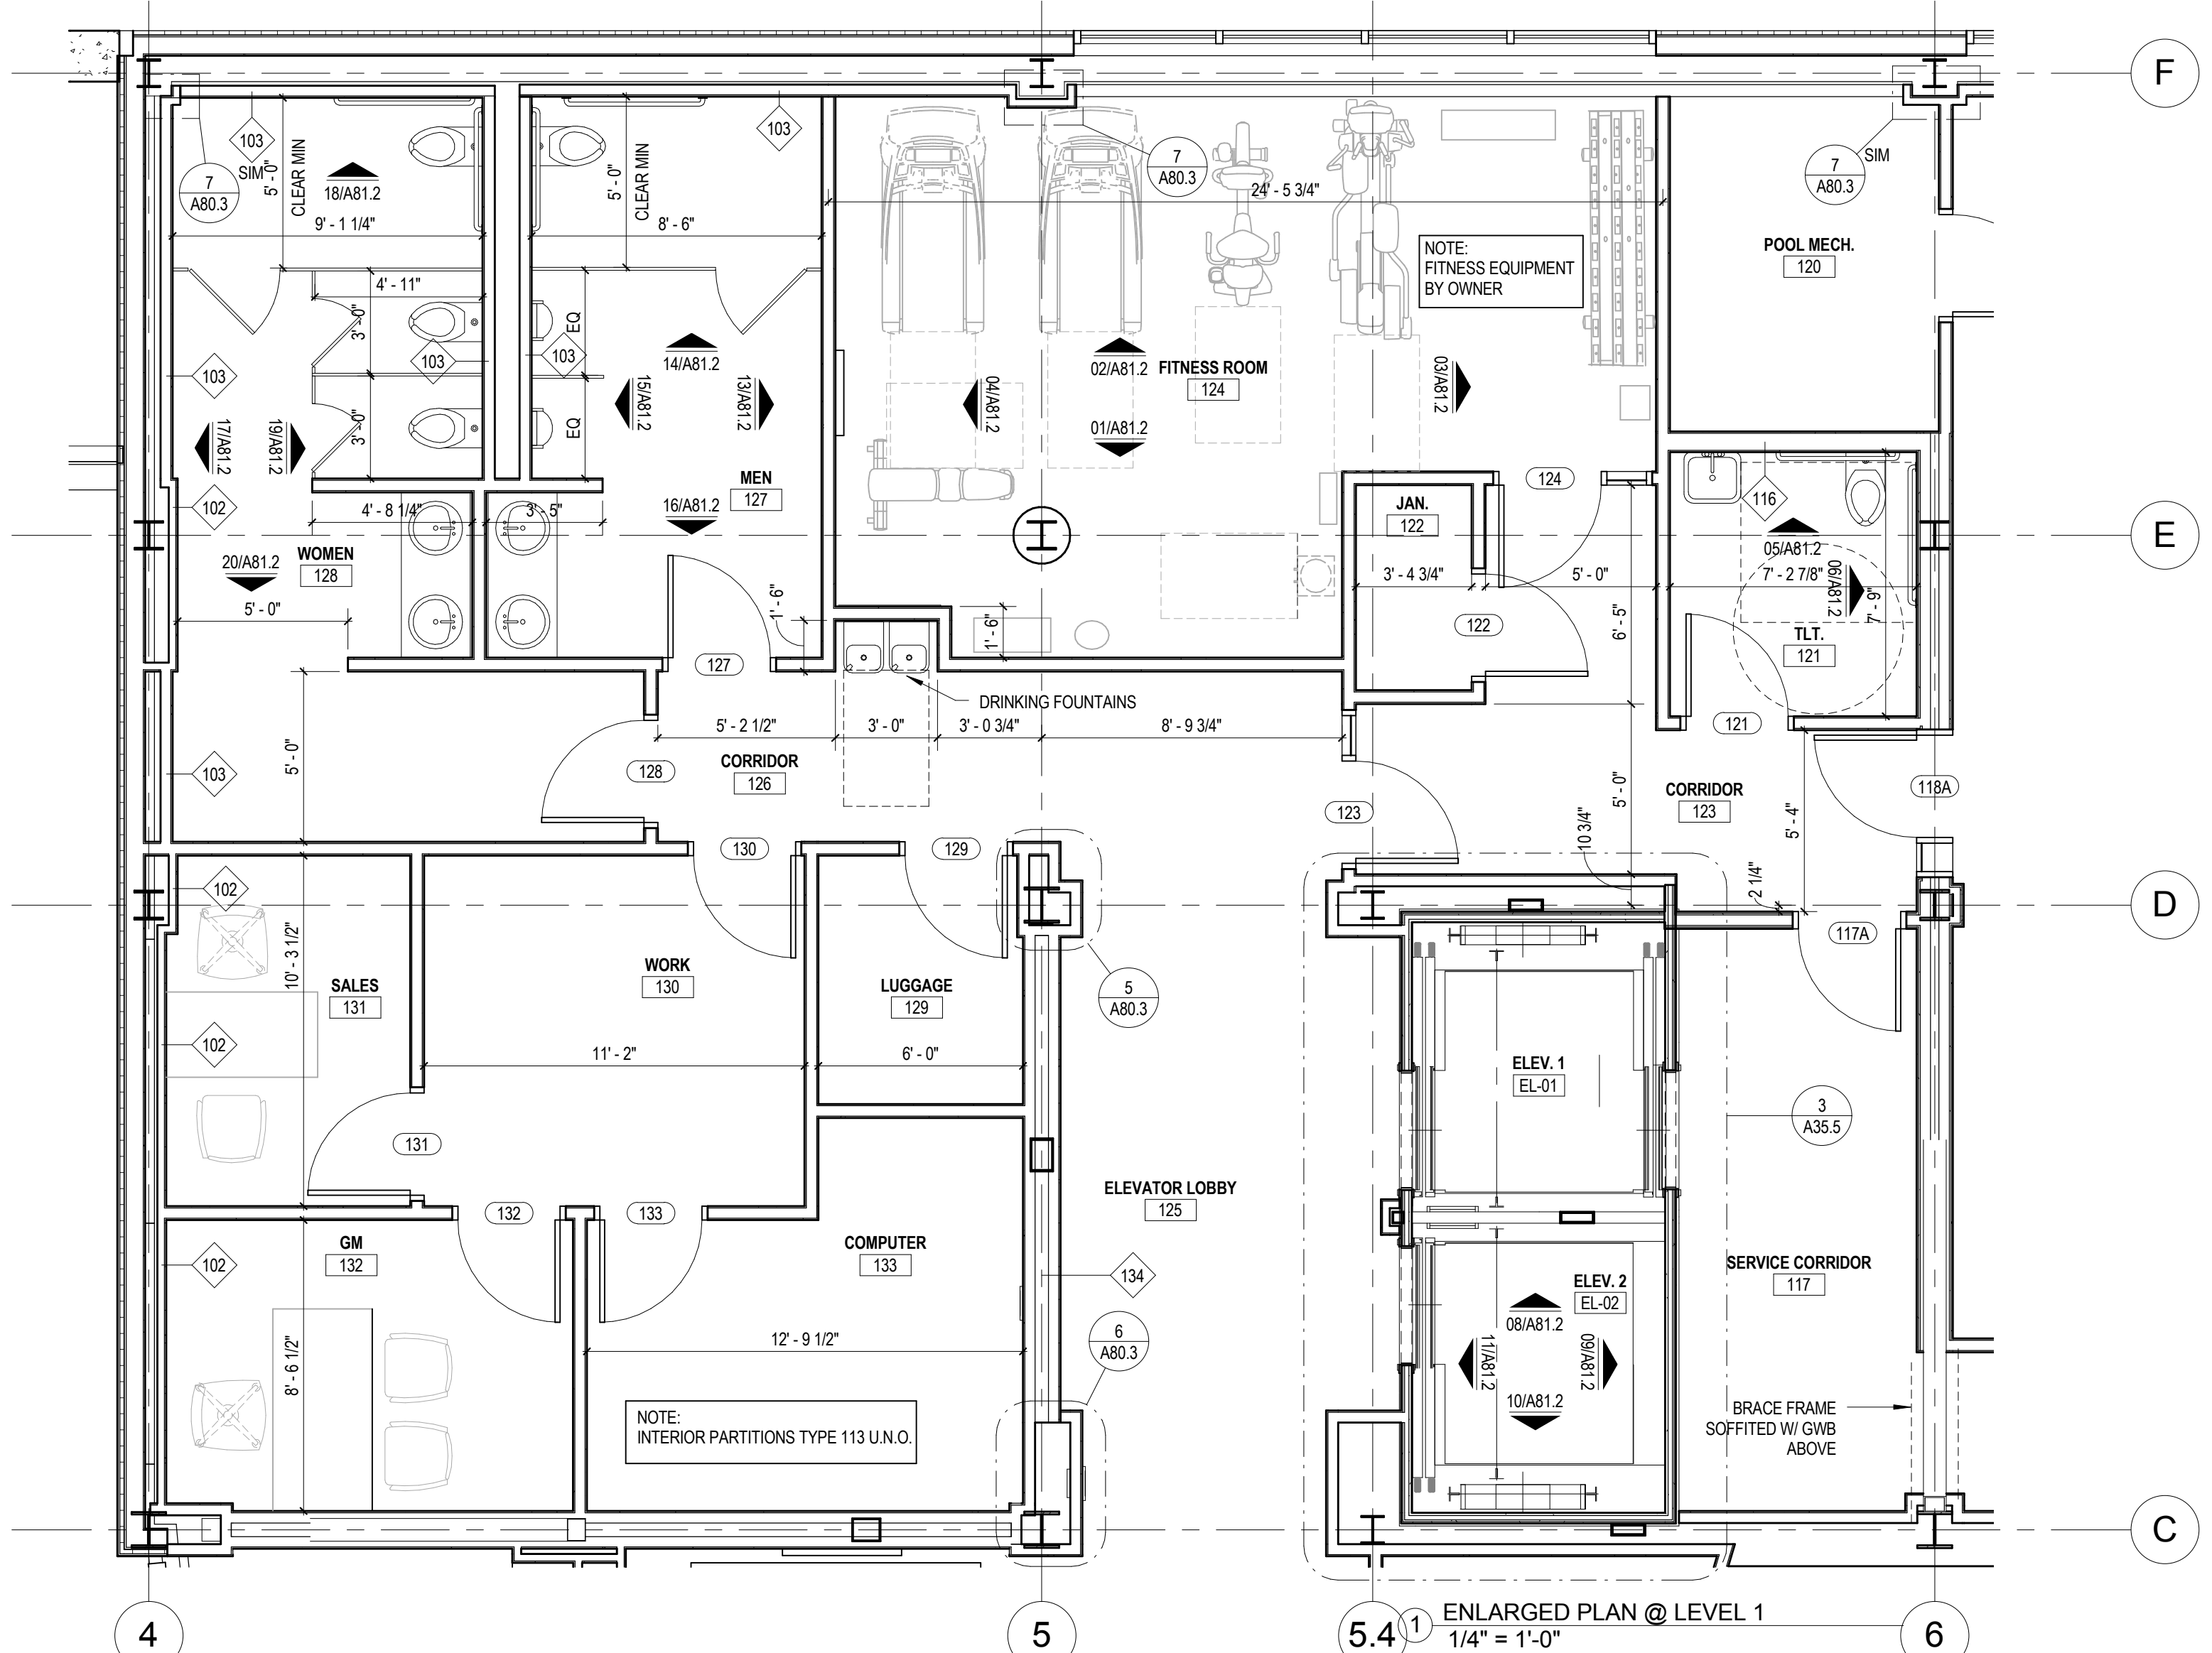 F
103
103
SIM
7
A80.3
5' - 0"
CLEAR MIN
18/A81.2
9' - 1 1/4"
5' - 0"
CLEAR MIN
8' - 6"
7
A80.3
24' - 5 3/4"
7
A80.3
SIM
NOTE:
FITNESS EQUIPMENT
BY OWNER
POOL MECH.
120
4' - 11"
3' - 0"
103
103
103
3' - 0"
EQ
EQ
14/A81.2
15/A81.2
13/A81.2
17/A81.2
19/A81.2
04/A81.2
02/A81.2
01/A81.2
FITNESS ROOM
124
03/A81.2
MEN
127
16/A81.2
102
4' - 8 1/4"
3' - 5"
WOMEN
128
20/A81.2
5' - 0"
JAN.
122
124
116
E
05/A81.2
06/A81.2
3' - 4 3/4"
5' - 0"
7' - 2 7/8"
7' - 9"
1' - 6"
1' - 6"
122
6' - 5"
TLT.
121
127
DRINKING FOUNTAINS
121
5' - 2 1/2"
3' - 0"
3' - 0 3/4"
8' - 9 3/4"
103
5' - 0"
128
CORRIDOR
126
123
5' - 0"
CORRIDOR
123
118A
5' - 4"
10 3/4"
2 1/4"
130
129
102
D
117A
10' - 3 1/2"
SALES
131
WORK
130
LUGGAGE
129
5
A80.3
102
11' - 2"
6' - 0"
ELEV. 1
EL-01
3
A35.5
131
ELEVATOR LOBBY
125
132
133
GM
132
COMPUTER
133
102
134
ELEV. 2
EL-02
SERVICE CORRIDOR
117
08/A81.2
11/A81.2
09/A81.2
10/A81.2
6
A80.3
12' - 9 1/2"
8' - 6 1/2"
NOTE:
INTERIOR PARTITIONS TYPE 113 U.N.O.
BRACE FRAME
SOFFITED W/ GWB
ABOVE
C
4
5
5.4
1
ENLARGED PLAN @ LEVEL 1
1/4" = 1'-0"
6